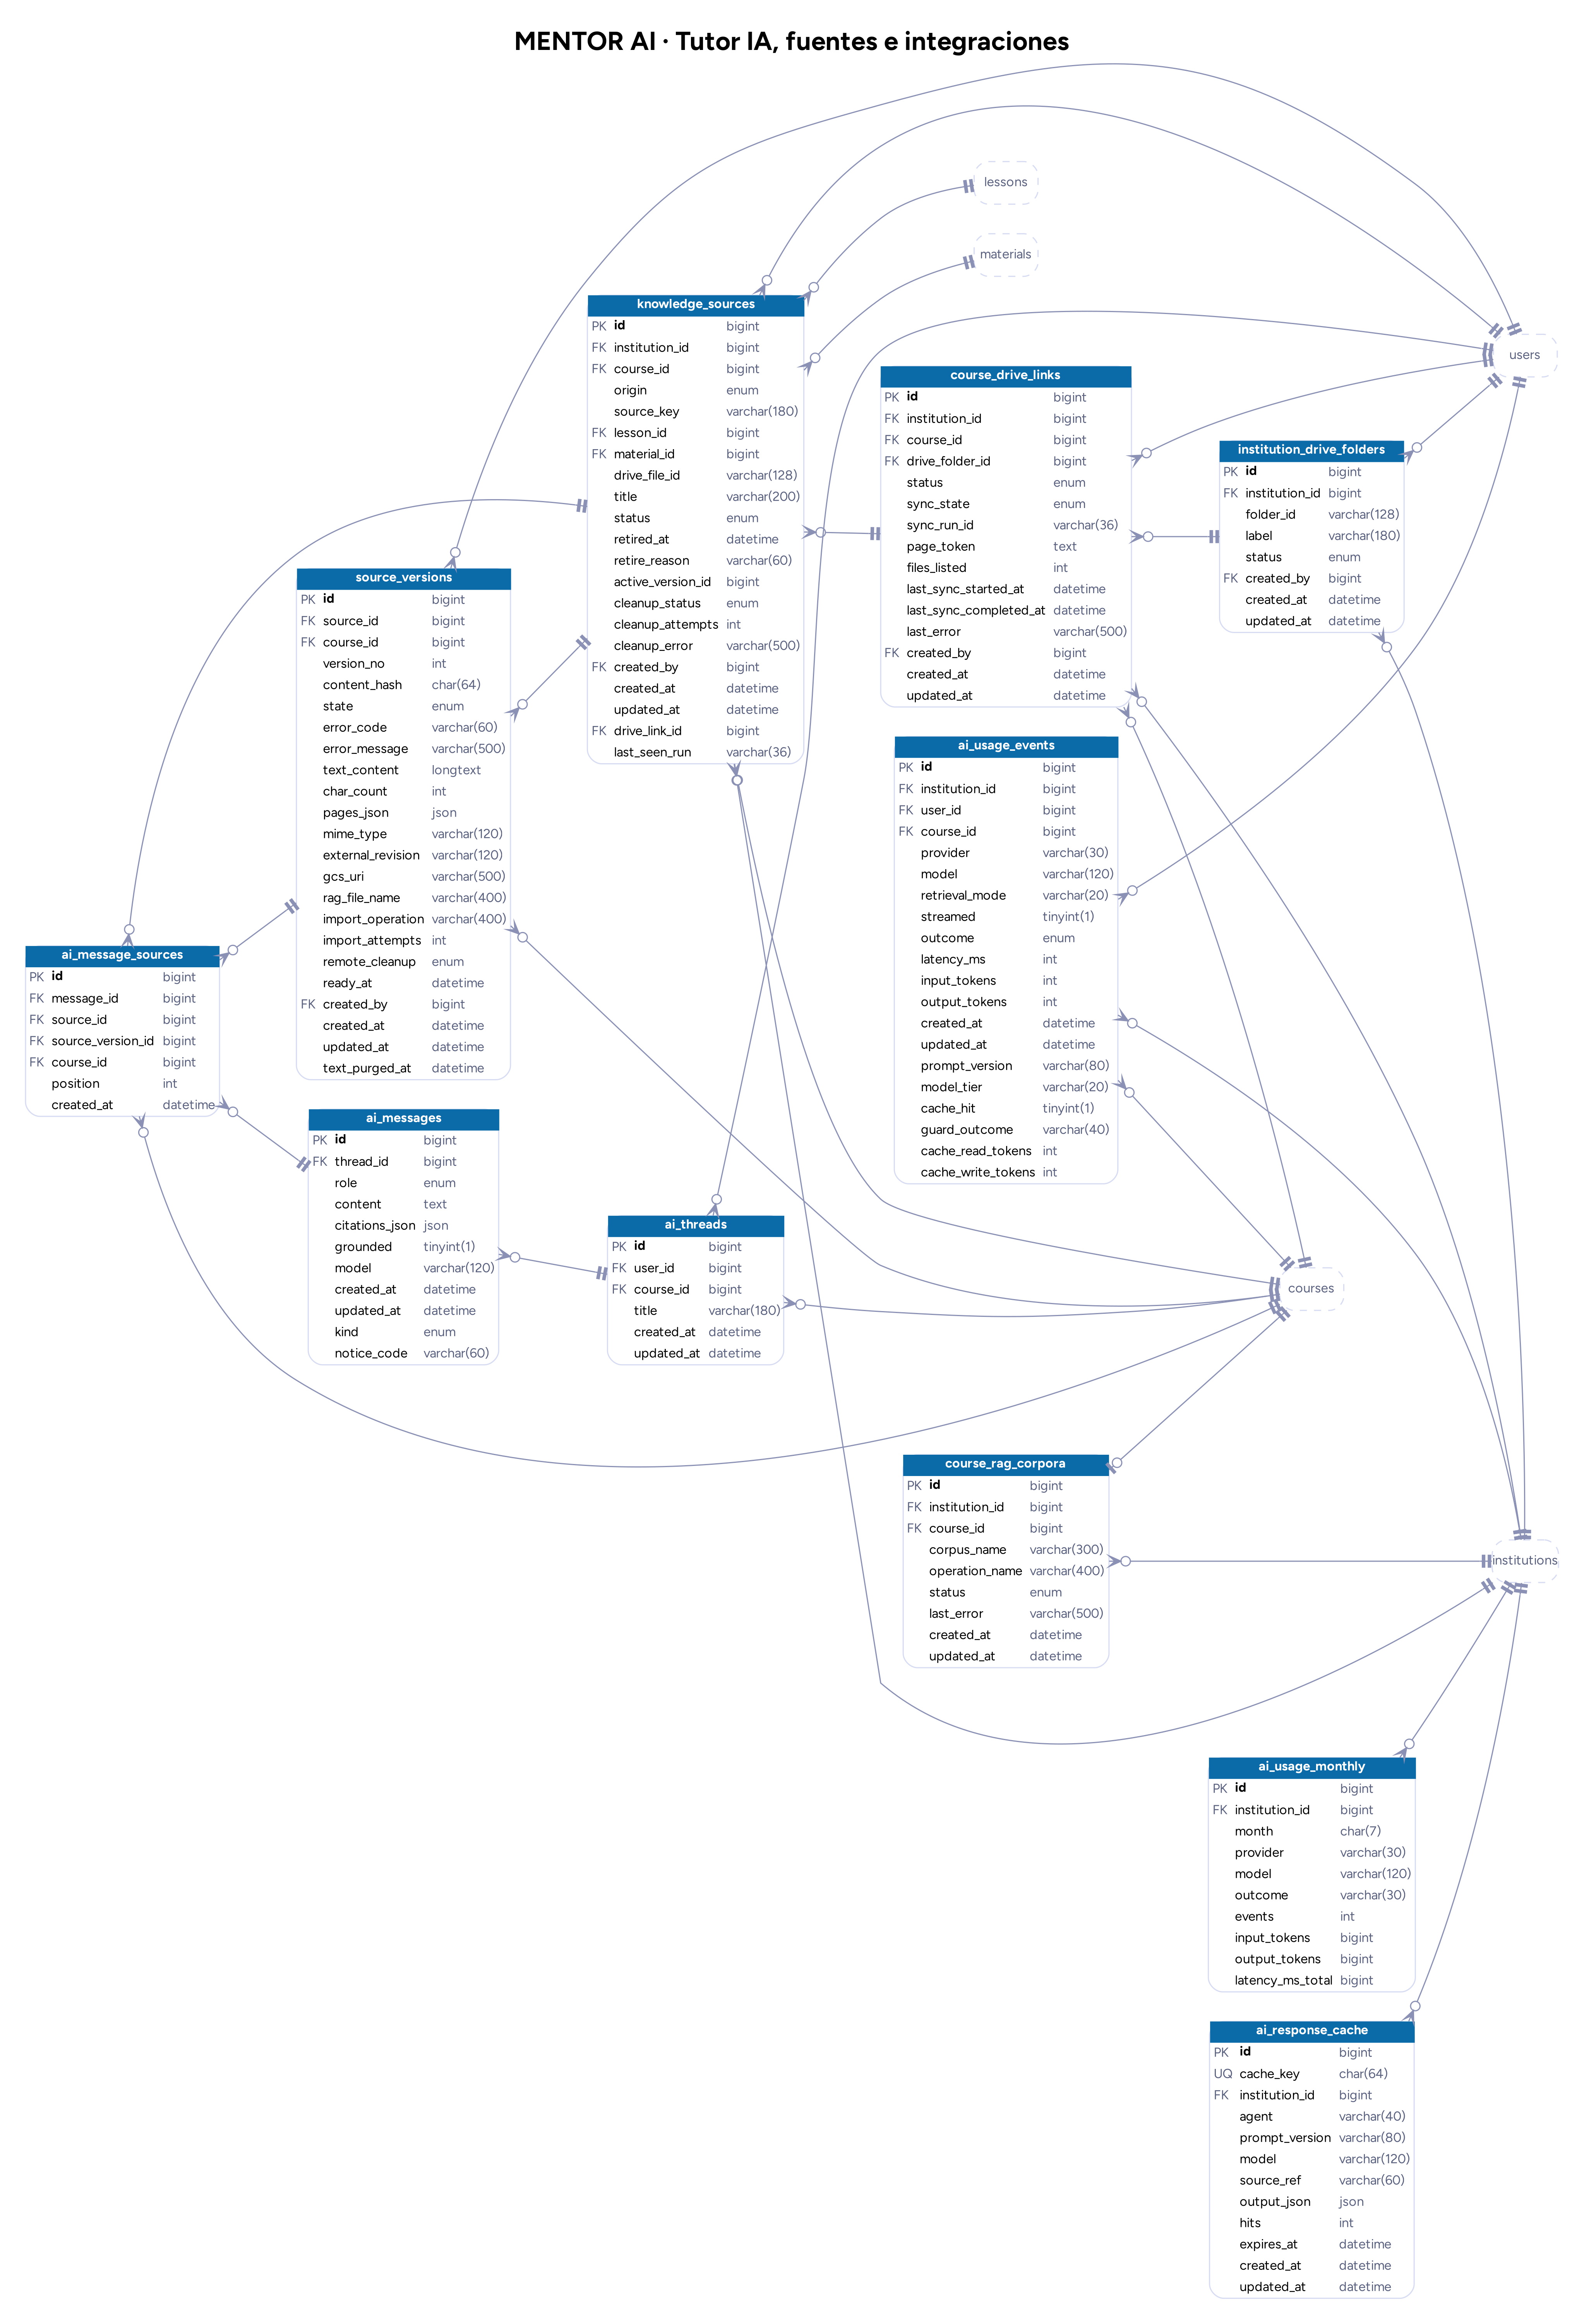 MENTOR AI · Tutor IA, fuentes e integraciones
lessons
materials
users
knowledge_sources
PK id bigint
FK institution_id bigint
FK course_id bigint
origin enum
source_key varchar(180)
FK lesson_id bigint
FK material_id bigint
drive_file_id varchar(128)
title varchar(200)
status enum
retired_at datetime
retire_reason varchar(60)
active_version_id bigint
cleanup_status enum
cleanup_attempts int
cleanup_error varchar(500)
FK created_by bigint
created_at datetime
updated_at datetime
FK drive_link_id bigint
last_seen_run varchar(36)
course_drive_links
PK id bigint
FK institution_id bigint
FK course_id bigint
FK drive_folder_id bigint
status enum
sync_state enum
sync_run_id varchar(36)
page_token text
files_listed int
last_sync_started_at datetime
last_sync_completed_at datetime
last_error varchar(500)
FK created_by bigint
created_at datetime
updated_at datetime
institution_drive_folders
PK id bigint
FK institution_id bigint
folder_id varchar(128)
label varchar(180)
status enum
FK created_by bigint
created_at datetime
updated_at datetime
source_versions
PK id bigint
FK source_id bigint
FK course_id bigint
version_no int
content_hash char(64)
state enum
error_code varchar(60)
error_message varchar(500)
text_content longtext
char_count int
pages_json json
mime_type varchar(120)
external_revision varchar(120)
gcs_uri varchar(500)
rag_file_name varchar(400)
import_operation varchar(400)
import_attempts int
remote_cleanup enum
ready_at datetime
FK created_by bigint
created_at datetime
updated_at datetime
text_purged_at datetime
ai_usage_events
PK id bigint
FK institution_id bigint
FK user_id bigint
FK course_id bigint
provider varchar(30)
model varchar(120)
retrieval_mode varchar(20)
streamed tinyint(1)
outcome enum
latency_ms int
input_tokens int
output_tokens int
created_at datetime
updated_at datetime
prompt_version varchar(80)
model_tier varchar(20)
cache_hit tinyint(1)
guard_outcome varchar(40)
cache_read_tokens int
cache_write_tokens int
ai_message_sources
PK id bigint
FK message_id bigint
FK source_id bigint
FK source_version_id bigint
FK course_id bigint
position int
created_at datetime
ai_messages
PK id bigint
FK thread_id bigint
role enum
content text
citations_json json
grounded tinyint(1)
model varchar(120)
created_at datetime
updated_at datetime
kind enum
notice_code varchar(60)
ai_threads
PK id bigint
FK user_id bigint
FK course_id bigint
title varchar(180)
created_at datetime
updated_at datetime
courses
course_rag_corpora
PK id bigint
FK institution_id bigint
FK course_id bigint
corpus_name varchar(300)
operation_name varchar(400)
status enum
last_error varchar(500)
created_at datetime
updated_at datetime
institutions
ai_usage_monthly
PK id bigint
FK institution_id bigint
month char(7)
provider varchar(30)
model varchar(120)
outcome varchar(30)
events int
input_tokens bigint
output_tokens bigint
latency_ms_total bigint
ai_response_cache
PK id bigint
UQ cache_key char(64)
FK institution_id bigint
agent varchar(40)
prompt_version varchar(80)
model varchar(120)
source_ref varchar(60)
output_json json
hits int
expires_at datetime
created_at datetime
updated_at datetime